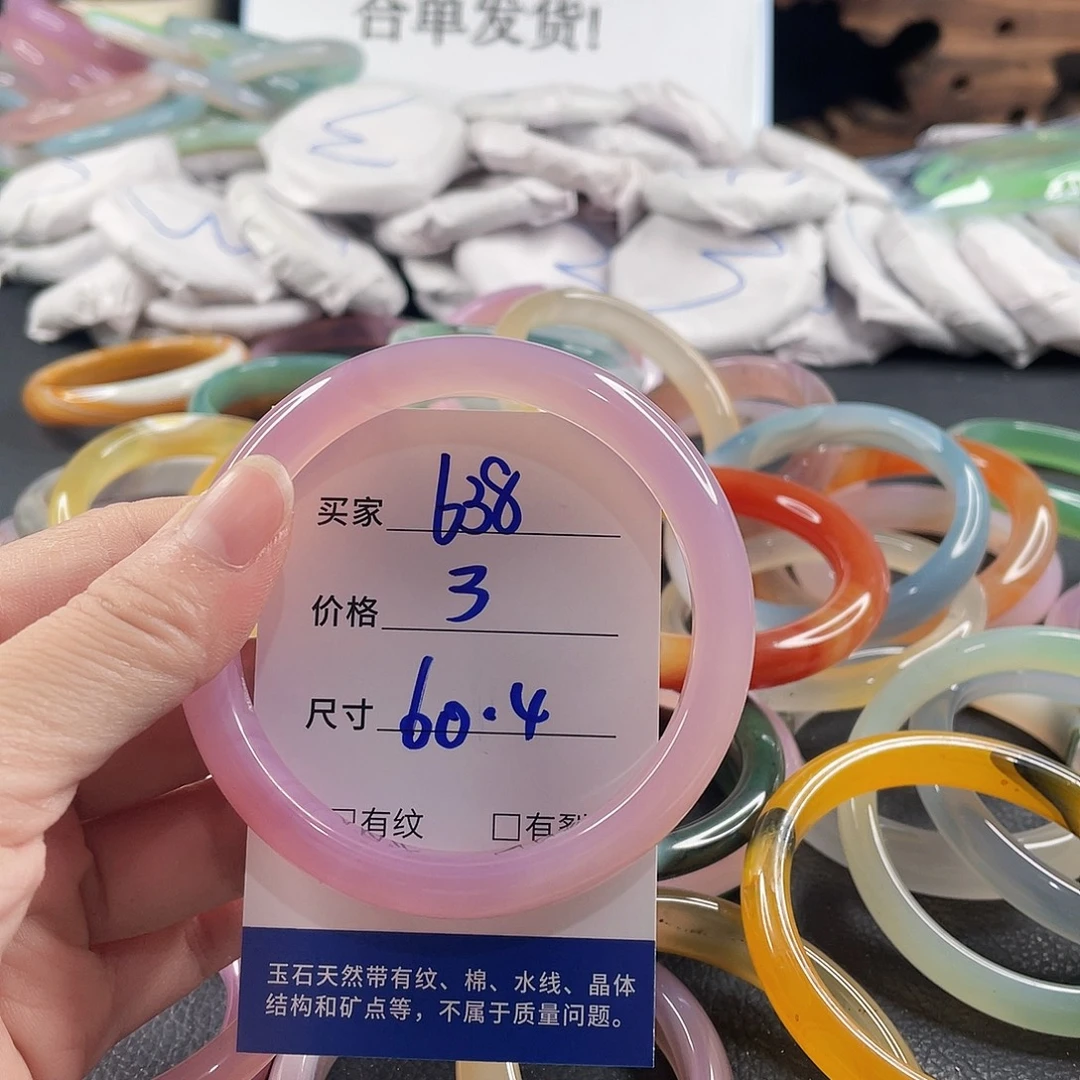 合单发货!
买家 638
价格 3
尺寸 60.4
□有纹 □有裂
玉石天然带有纹、棉、水线、晶体
结构和矿点等，不属于质量问题。